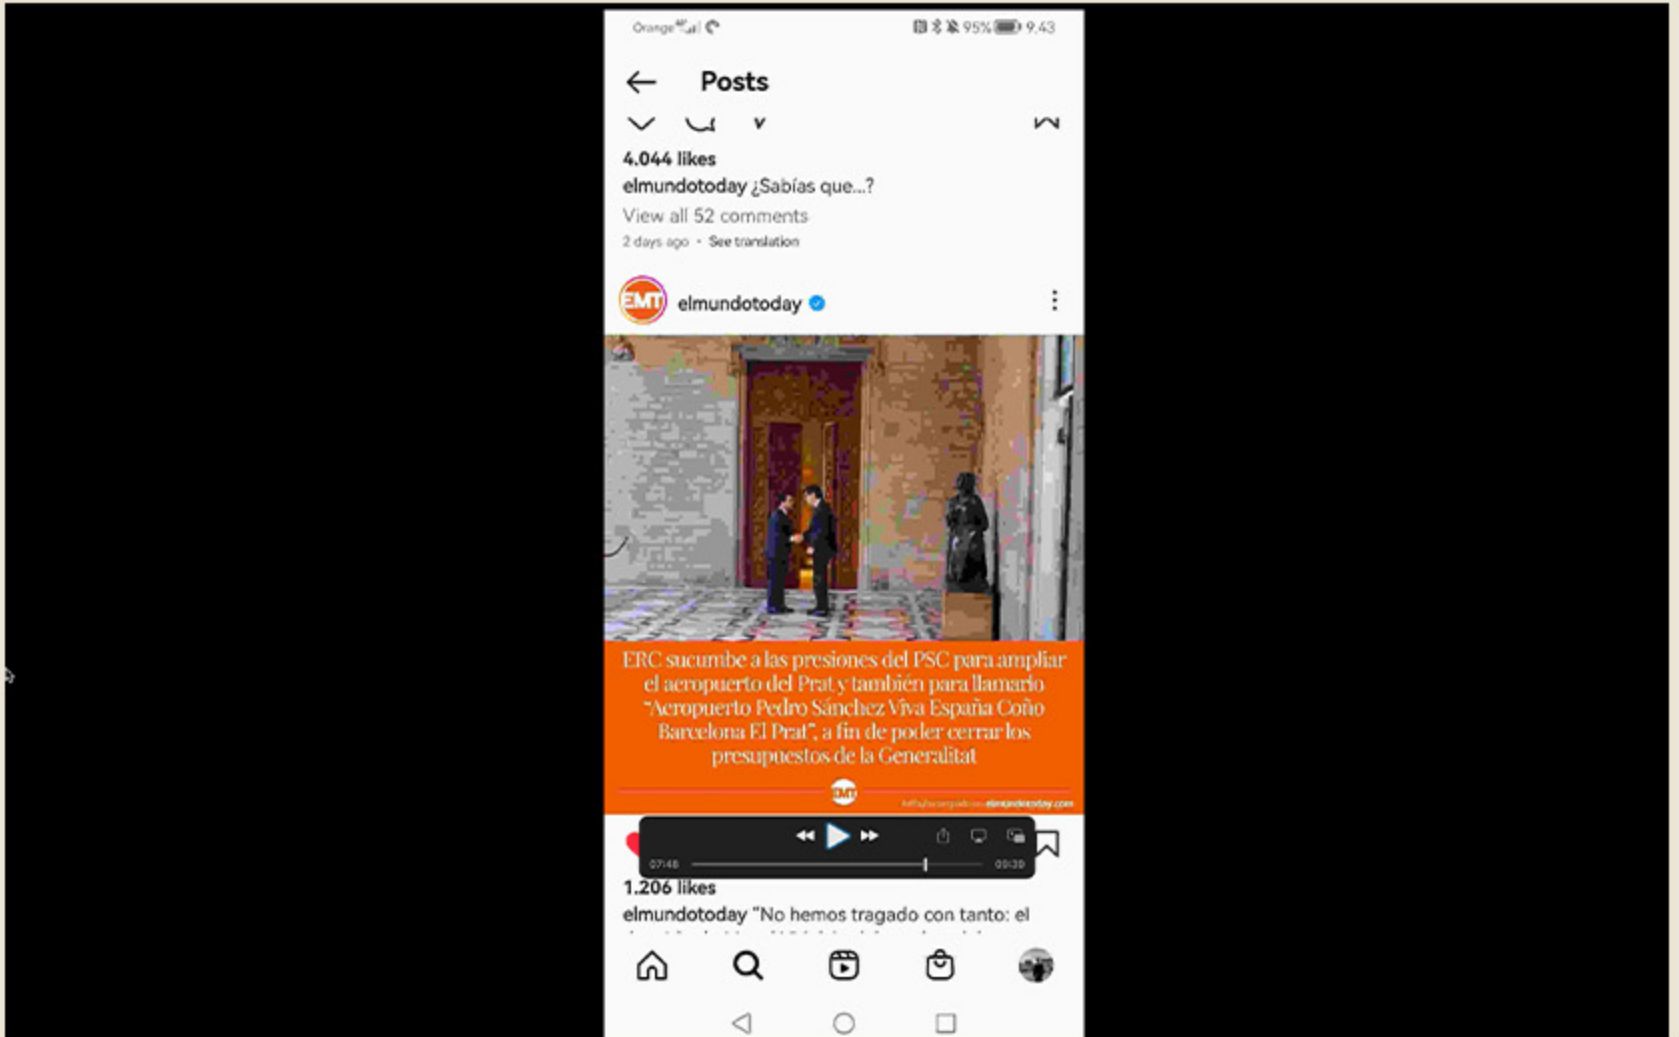 Orange 95% 9.43
Posts
4.044 likes
elmundotoday ¿Sabías que...?
View all 52 comments
2 days ago • See translation
EMT elmundotoday
ERC sucumbe a las presiones del PSC para ampliar
el aeropuerto del Prat y también para llamarlo
“Aeropuerto Pedro Sánchez Viva España Coño
Barcelona El Prat”, a fin de poder cerrar los
presupuestos de la Generalitat
EMT
elmundotoday.com
07:48 09:39
1.206 likes
elmundotoday “No hemos tragado con tanto: el